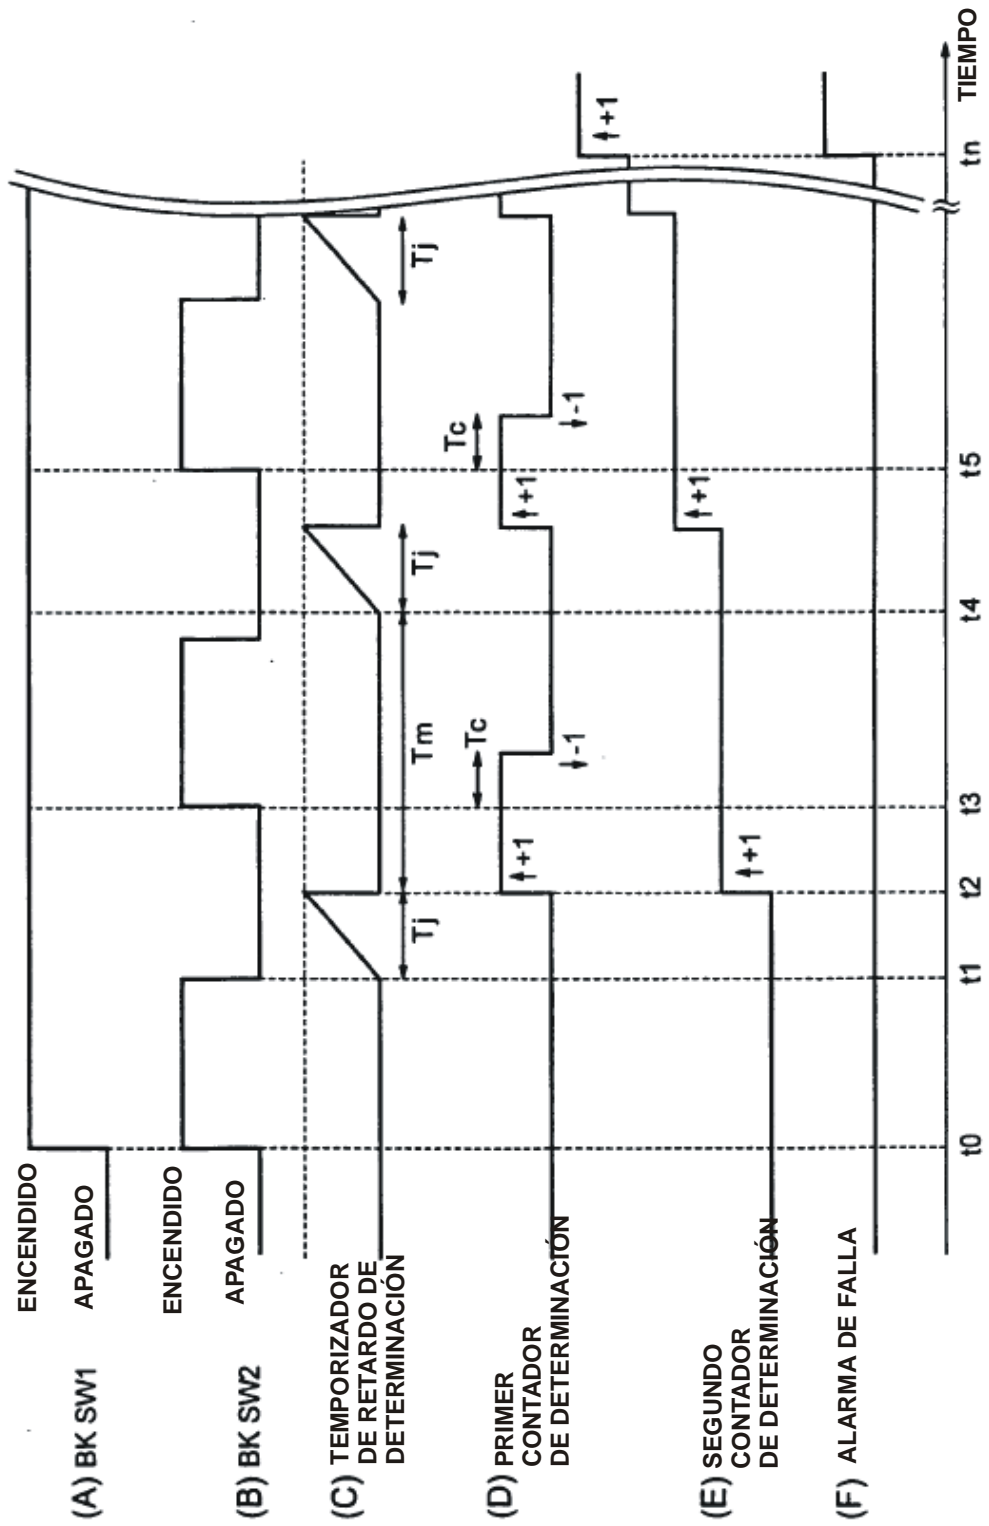 ENCENDIDO
(A) BK SW1
APAGADO
ENCENDIDO
(B) BK SW2
APAGADO
(C) TEMPORIZADOR
DE RETARDO DE
DETERMINACIÓN
Tj
Tm
Tj
Tj
(D) PRIMER
CONTADOR
DE DETERMINACIÓN
+1
Tc
-1
+1
Tc
-1
(E) SEGUNDO
CONTADOR
DE DETERMINACIÓN
+1
+1
+1
(F) ALARMA DE FALLA
t0
t1
t2
t3
t4
t5
tn
TIEMPO